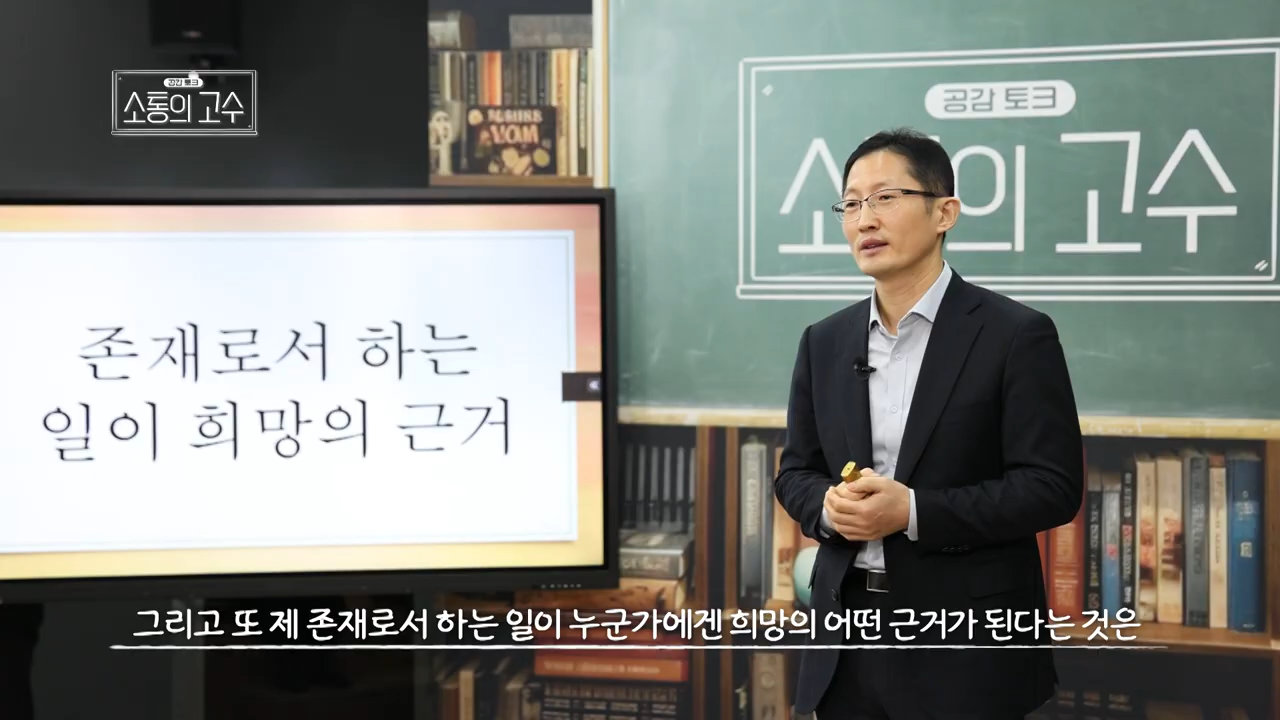 공감 토크
소통의 고수
공감 토크
소 의 고수
존재로서 하는
일이 희망의 근거
그리고 또 제 존재로서 하는 일이 누군가에겐 희망의 어떤 근거가 된다는 것은